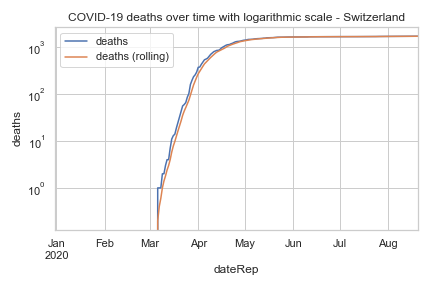 COVID-19 deaths over time with logarithmic scale - Switzerland
deaths
deaths (rolling)
10³
10²
10¹
10⁰
deaths
Jan Feb Mar Apr May Jun Jul Aug
2020
dateRep